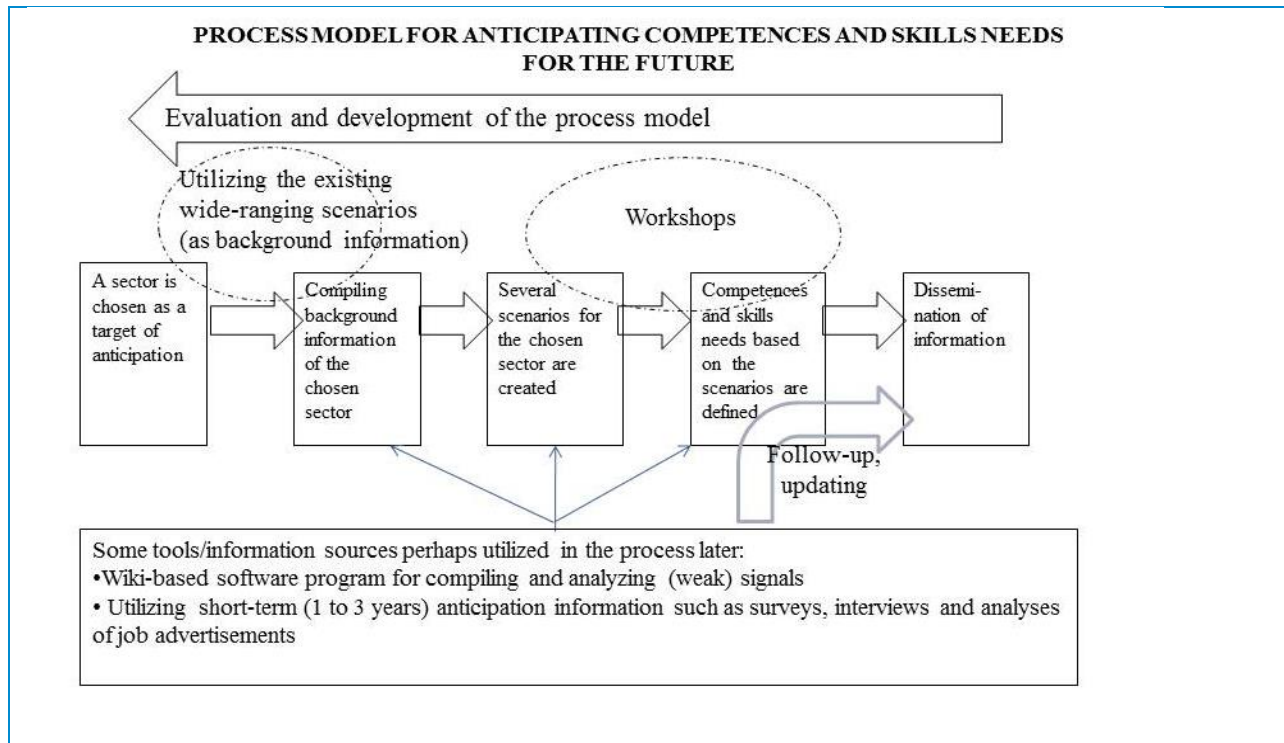 PROCESS MODEL FOR ANTICIPATING COMPETENCES AND SKILLS NEEDS
FOR THE FUTURE
Evaluation and development of the process model
Utilizing the existing
wide-ranging scenarios
(as background information)
Workshops
A sector is
chosen as a
target of
anticipation
Compiling
background
information
of the
chosen
sector
Several
scenarios for
the chosen
sector are
created
Competences
and skills
needs based
on the
scenarios are
defined
Dissemi-
nation of
information
Follow-up,
updating
Some tools/information sources perhaps utilized in the process later:
•Wiki-based software program for compiling and analyzing (weak) signals
• Utilizing short-term (1 to 3 years) anticipation information such as surveys, interviews and analyses
of job advertisements